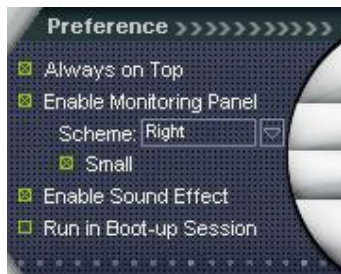 Preference >>>>>>>>>>>
Always on Top
Enable Monitoring Panel
Scheme: Right
Small
Enable Sound Effect
Run in Boot-up Session